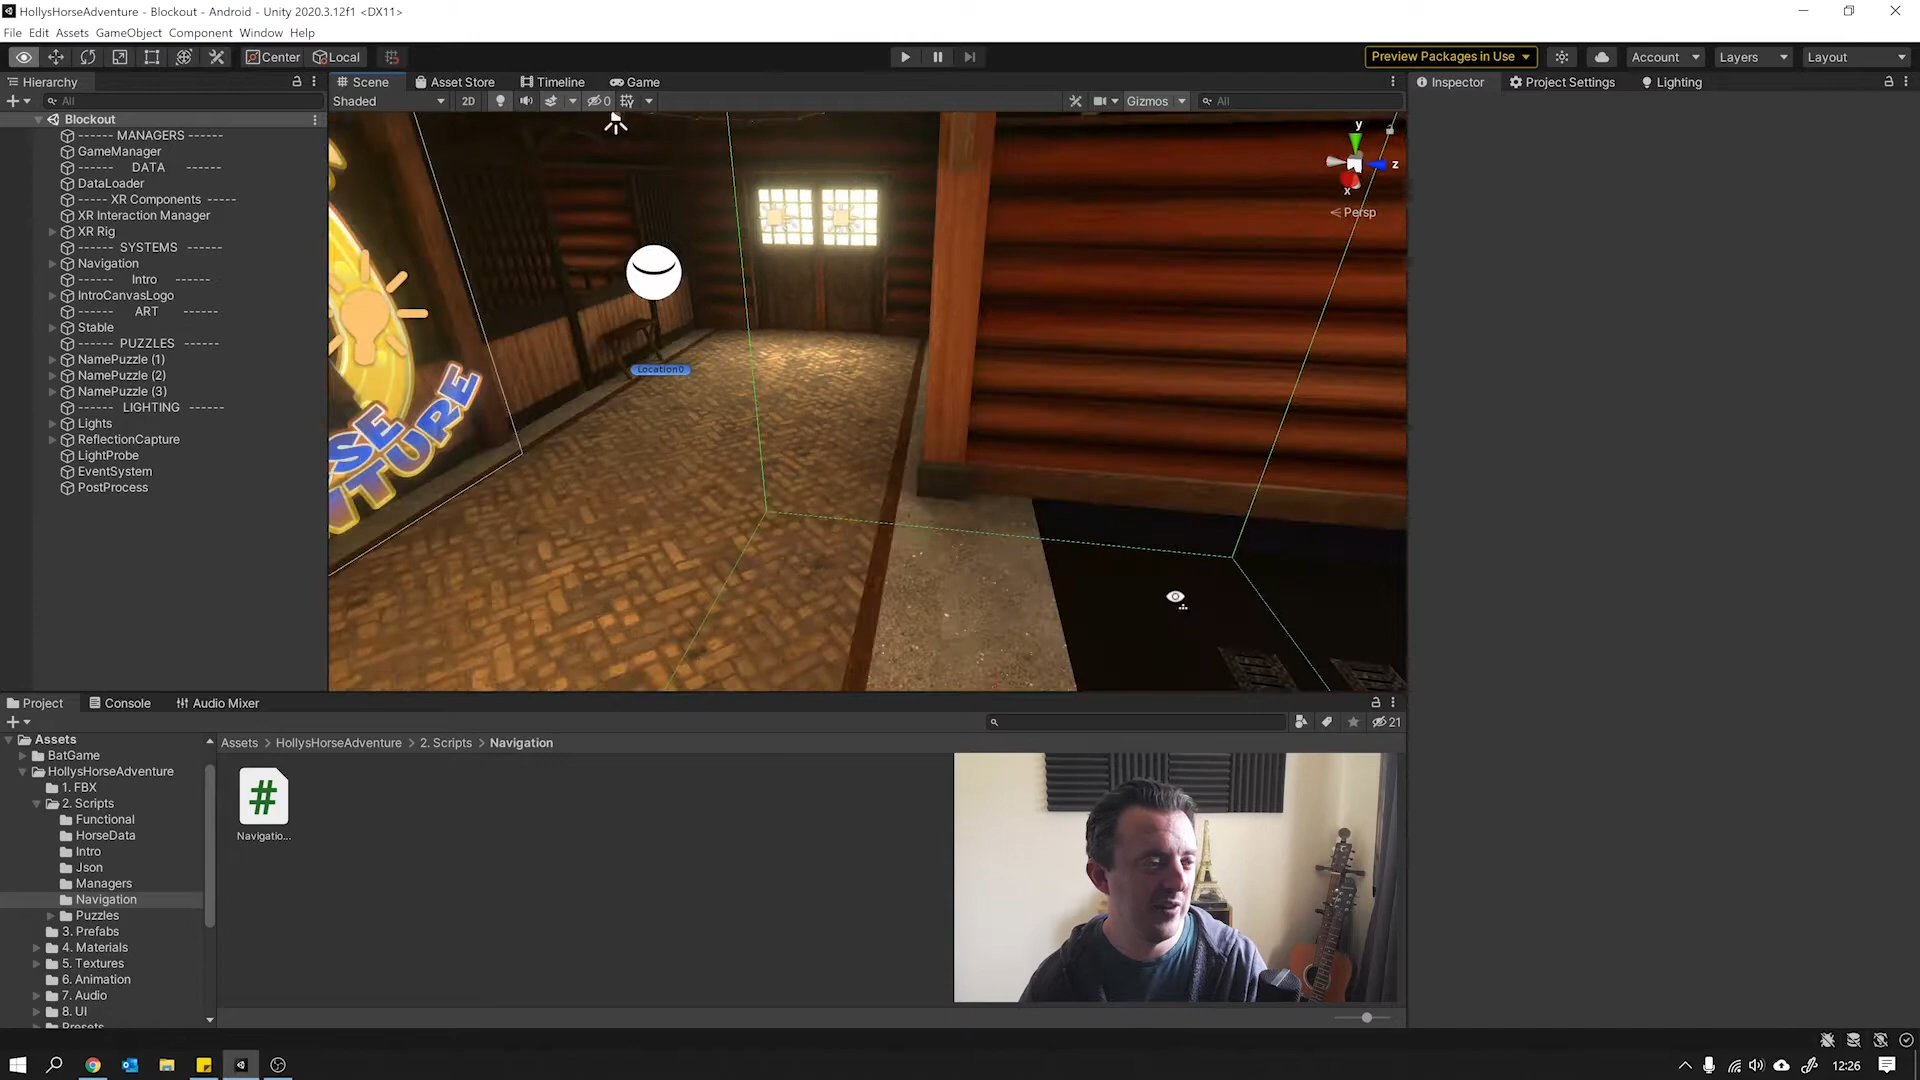 HollysHorseAdventure - Blockout - Android - Unity 2020.3.12f1 <DX11>
File Edit Assets GameObject Component Window Help
Center Local Preview Packages in Use Account Layers Layout
Hierarchy Scene Asset Store Timeline Game Inspector Project Settings Lighting
All Shaded 2D 0 Gizmos All
Blockout
------ MANAGERS ------
GameManager
------ DATA ------
DataLoader
----- XR Components -----
XR Interaction Manager
XR Rig
------ SYSTEMS ------
Navigation
------ Intro ------
IntroCanvasLogo
------ ART ------
Stable
------ PUZZLES ------
NamePuzzle (1)
NamePuzzle (2)
NamePuzzle (3)
------ LIGHTING ------
Lights
ReflectionCapture
LightProbe
EventSystem
PostProcess
y
z
x
Persp
Location0
Project Console Audio Mixer
21
Assets
BatGame
HollysHorseAdventure
1. FBX
2. Scripts
Functional
HorseData
Intro
Json
Managers
Navigation
Puzzles
3. Prefabs
4. Materials
5. Textures
6. Animation
7. Audio
8. UI
Presets
Assets > HollysHorseAdventure > 2. Scripts > Navigation
#
Navigatio...
12:26